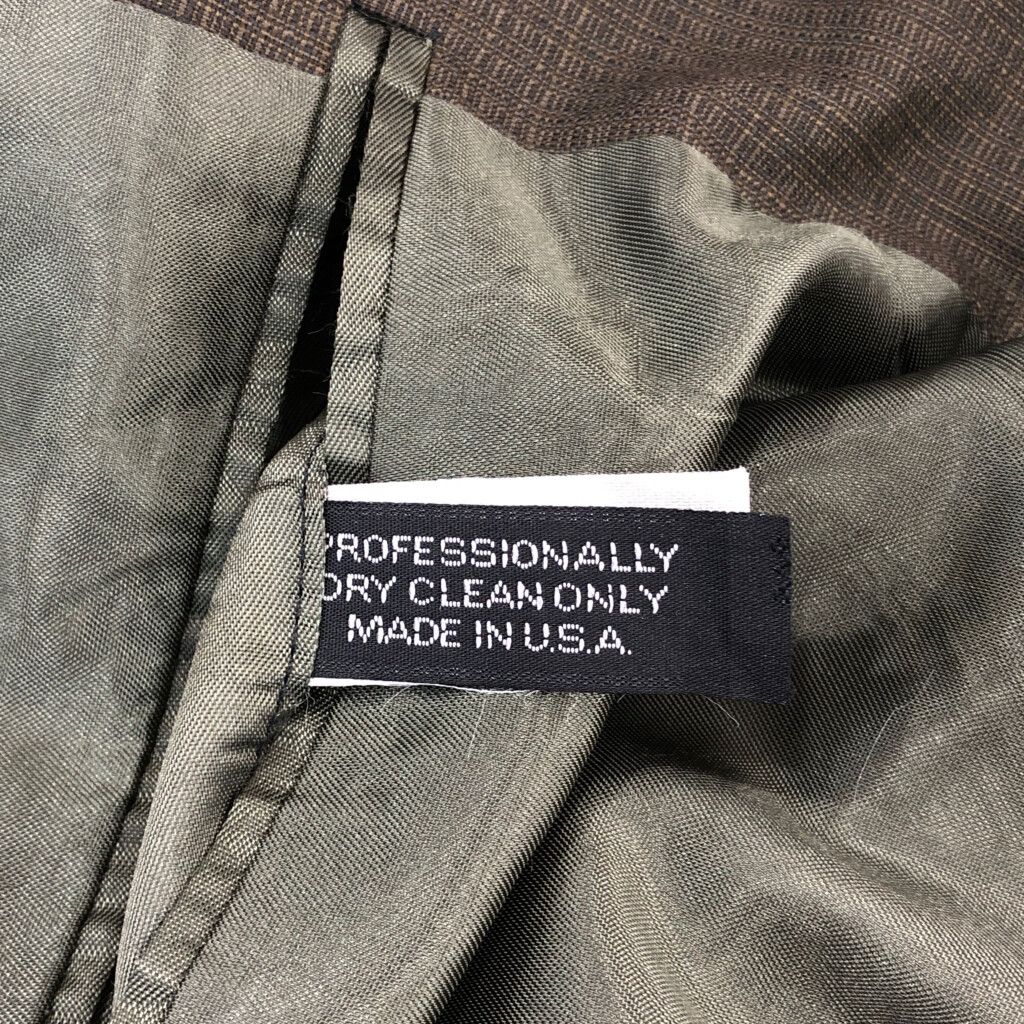 PROFESSIONALLY
DRY CLEAN ONLY
MADE IN U.S.A.